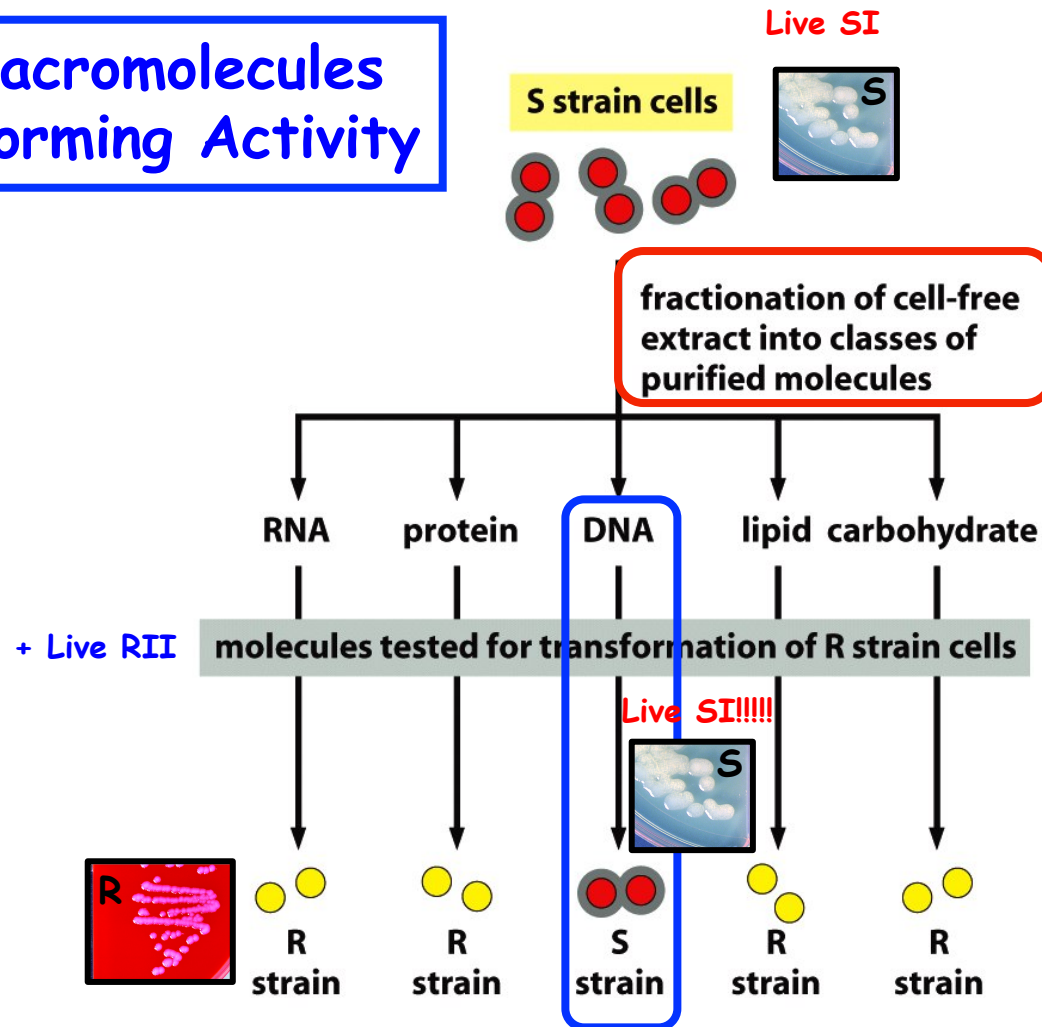 Live SI
acromolecules
orming Activity
S strain cells
S
fractionation of cell-free
extract into classes of
purified molecules
RNA protein DNA lipid carbohydrate
+ Live RII molecules tested for transformation of R strain cells
Live SI!!!!!
S
R
R R S R R
strain strain strain strain strain